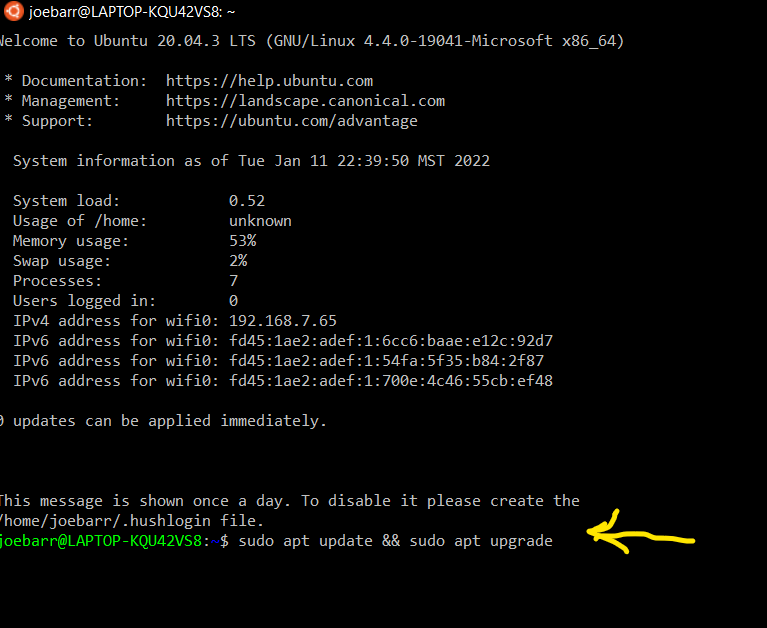 joebarr@LAPTOP-KQU42VS8: ~
Welcome to Ubuntu 20.04.3 LTS (GNU/Linux 4.4.0-19041-Microsoft x86_64)
* Documentation:  https://help.ubuntu.com
* Management:     https://landscape.canonical.com
* Support:        https://ubuntu.com/advantage
System information as of Tue Jan 11 22:39:50 MST 2022
System load:            0.52
Usage of /home:         unknown
Memory usage:           53%
Swap usage:             2%
Processes:              7
Users logged in:        0
IPv4 address for wifi0: 192.168.7.65
IPv6 address for wifi0: fd45:1ae2:adef:1:6cc6:baae:e12c:92d7
IPv6 address for wifi0: fd45:1ae2:adef:1:54fa:5f35:b84:2f87
IPv6 address for wifi0: fd45:1ae2:adef:1:700e:4c46:55cb:ef48
0 updates can be applied immediately.
This message is shown once a day. To disable it please create the
/home/joebarr/.hushlogin file.
joebarr@LAPTOP-KQU42VS8:~$ sudo apt update && sudo apt upgrade